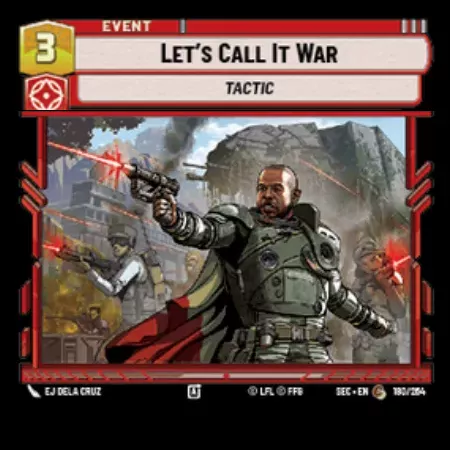 EVENT
3
LET'S CALL IT WAR
TACTIC
EJ DELA CRUZ
A
© LFL © FFG
SEC • EN
180/264